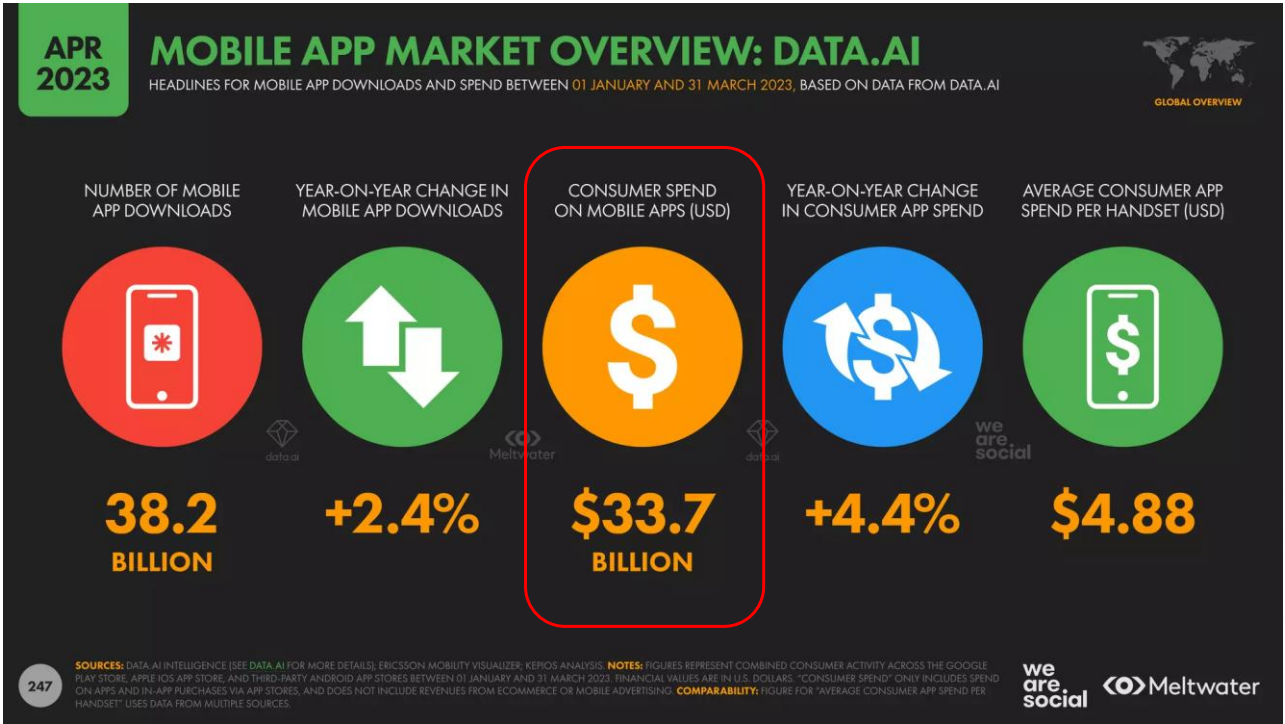 APR
2023
MOBILE APP MARKET OVERVIEW: DATA.AI
HEADLINES FOR MOBILE APP DOWNLOADS AND SPEND BETWEEN 01 JANUARY AND 31 MARCH 2023, BASED ON DATA FROM DATA.AI
GLOBAL OVERVIEW
NUMBER OF MOBILE
APP DOWNLOADS
38.2
BILLION
YEAR-ON-YEAR CHANGE IN
MOBILE APP DOWNLOADS
+2.4%
CONSUMER SPEND
ON MOBILE APPS (USD)
$
$33.7
BILLION
YEAR-ON-YEAR CHANGE
IN CONSUMER APP SPEND
$
+4.4%
AVERAGE CONSUMER APP
SPEND PER HANDSET (USD)
$
$4.88
data.ai
Meltwater
data.ai
we
are
social
247
SOURCES: DATA.AI INTELLIGENCE (SEE DATA.AI FOR MORE DETAILS); ERICSSON MOBILITY VISUALIZER; KEPIOS ANALYSIS. NOTES: FIGURES REPRESENT COMBINED CONSUMER ACTIVITY ACROSS THE GOOGLE
PLAY STORE, APPLE IOS APP STORE, AND THIRD-PARTY ANDROID APP STORES BETWEEN 01 JANUARY AND 31 MARCH 2023. FINANCIAL VALUES ARE IN U.S. DOLLARS. "CONSUMER SPEND" ONLY INCLUDES SPEND
ON APPS AND IN-APP PURCHASES VIA APP STORES, AND DOES NOT INCLUDE REVENUES FROM ECOMMERCE OR MOBILE ADVERTISING. COMPARABILITY: FIGURE FOR "AVERAGE CONSUMER APP SPEND PER
HANDSET" USES DATA FROM MULTIPLE SOURCES.
we
are.
social
Meltwater